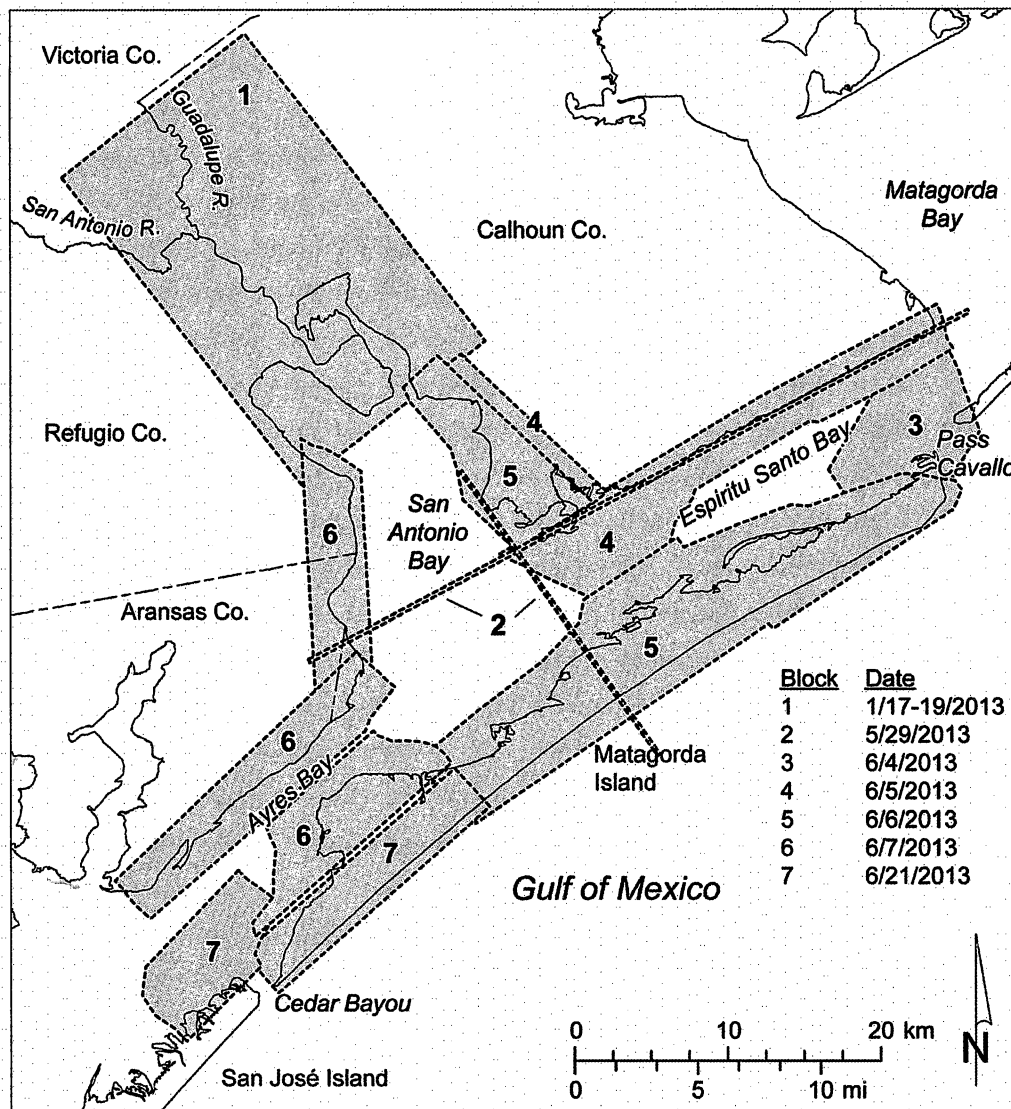 Victoria Co.
1
Guadalupe R.
San Antonio R.
Calhoun Co.
Matagorda
Bay
Refugio Co.
4
3
Pass
Cavallo
5
Espiritu Santo Bay
San
Antonio
Bay
6
4
Aransas Co.
2
5
6
Matagorda
Island
Ayres Bay
6
7
7
Gulf of Mexico
Cedar Bayou
San José Island
Block Date
1 1/17-19/2013
2 5/29/2013
3 6/4/2013
4 6/5/2013
5 6/6/2013
6 6/7/2013
7 6/21/2013
0 10 20 km
0 5 10 mi
N